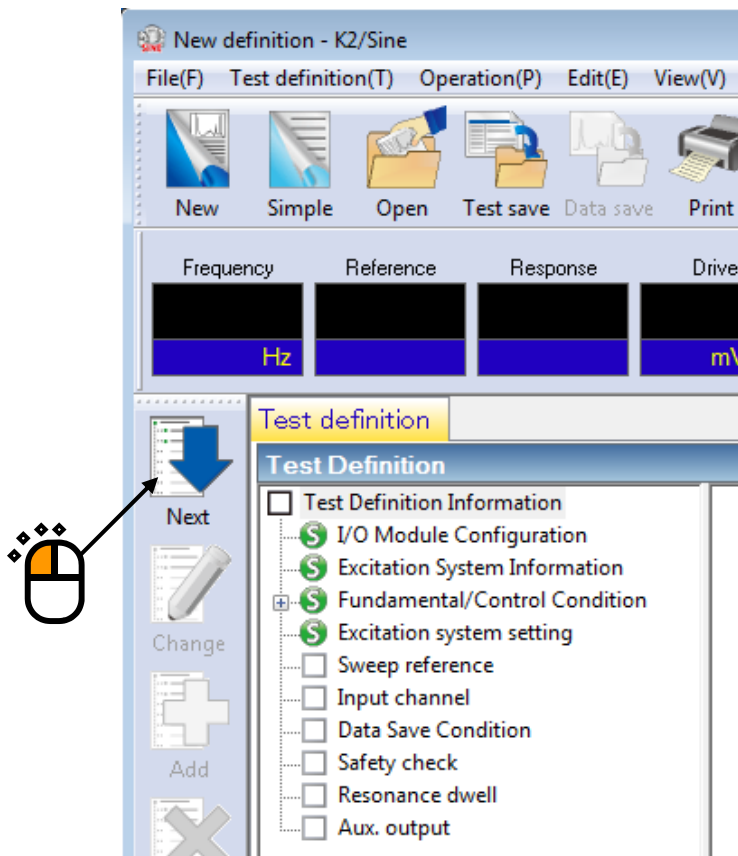 New definition - K2/Sine
File(F) Test definition(T) Operation(P) Edit(E) View(V)
New Simple Open Test save Data save Print
Frequency Reference Response Drive
Hz mV
Test definition
Test Definition
Next
Change
Add
Test Definition Information
S I/O Module Configuration
S Excitation System Information
S Fundamental/Control Condition
S Excitation system setting
Sweep reference
Input channel
Data Save Condition
Safety check
Resonance dwell
Aux. output